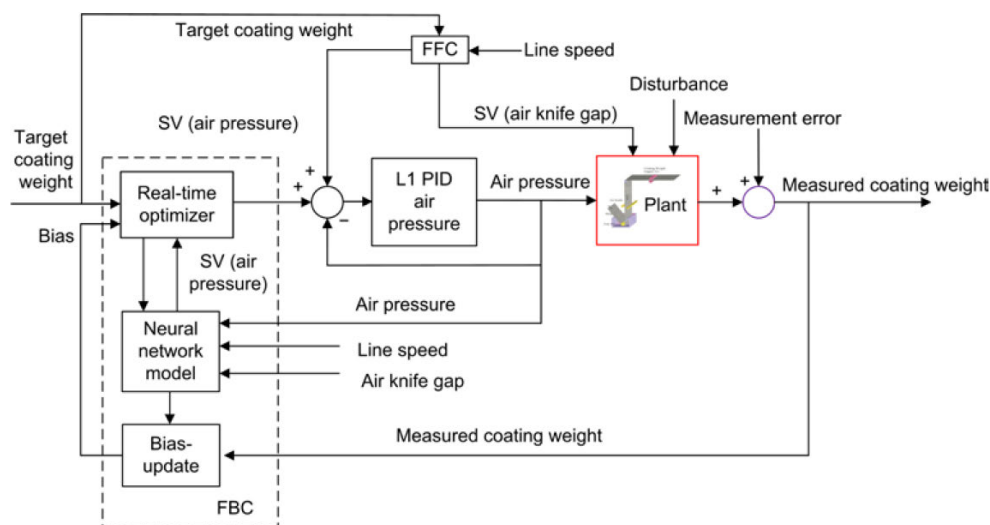 Target coating weight
FFC
Line speed
Disturbance
SV (air pressure)
SV (air knife gap)
Measurement error
Target
coating
weight
Real-time
optimizer
+
+
−
L1 PID
air
pressure
Air pressure
Plant
+
+
Measured coating weight
Bias
SV (air
pressure)
Air pressure
Neural
network
model
Line speed
Air knife gap
Bias-
update
Measured coating weight
FBC